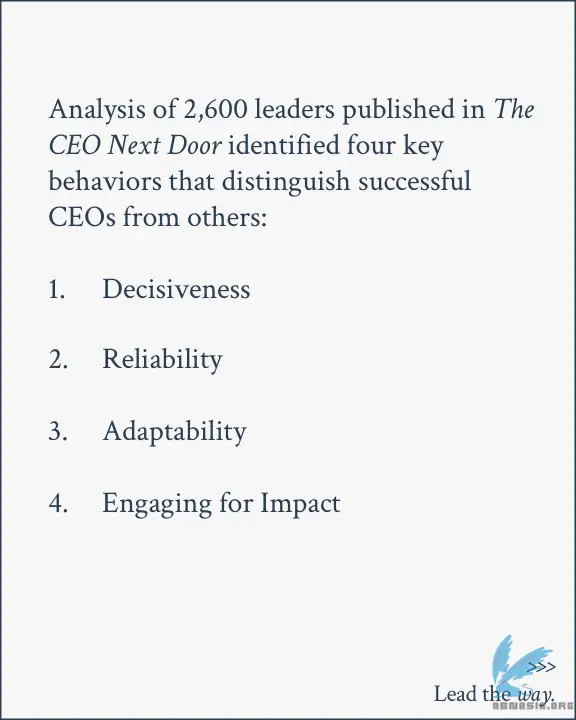 Analysis of 2,600 leaders published in The
CEO Next Door identified four key
behaviors that distinguish successful
CEOs from others:
1. Decisiveness
2. Reliability
3. Adaptability
4. Engaging for Impact
>>>
Lead the way.
ABMASIA.ORG